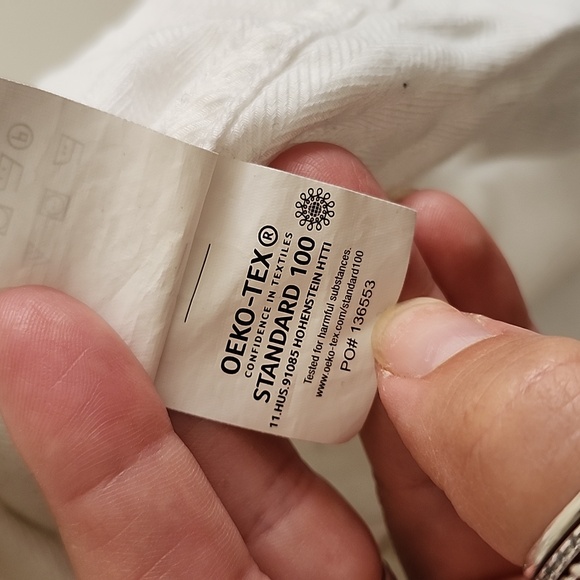 OEKO-TEX®
CONFIDENCE IN TEXTILES
STANDARD 100
11.HUS.91085 HOHENSTEIN HTTI
Tested for harmful substances.
www.oeko-tex.com/standard100
PO# 136553